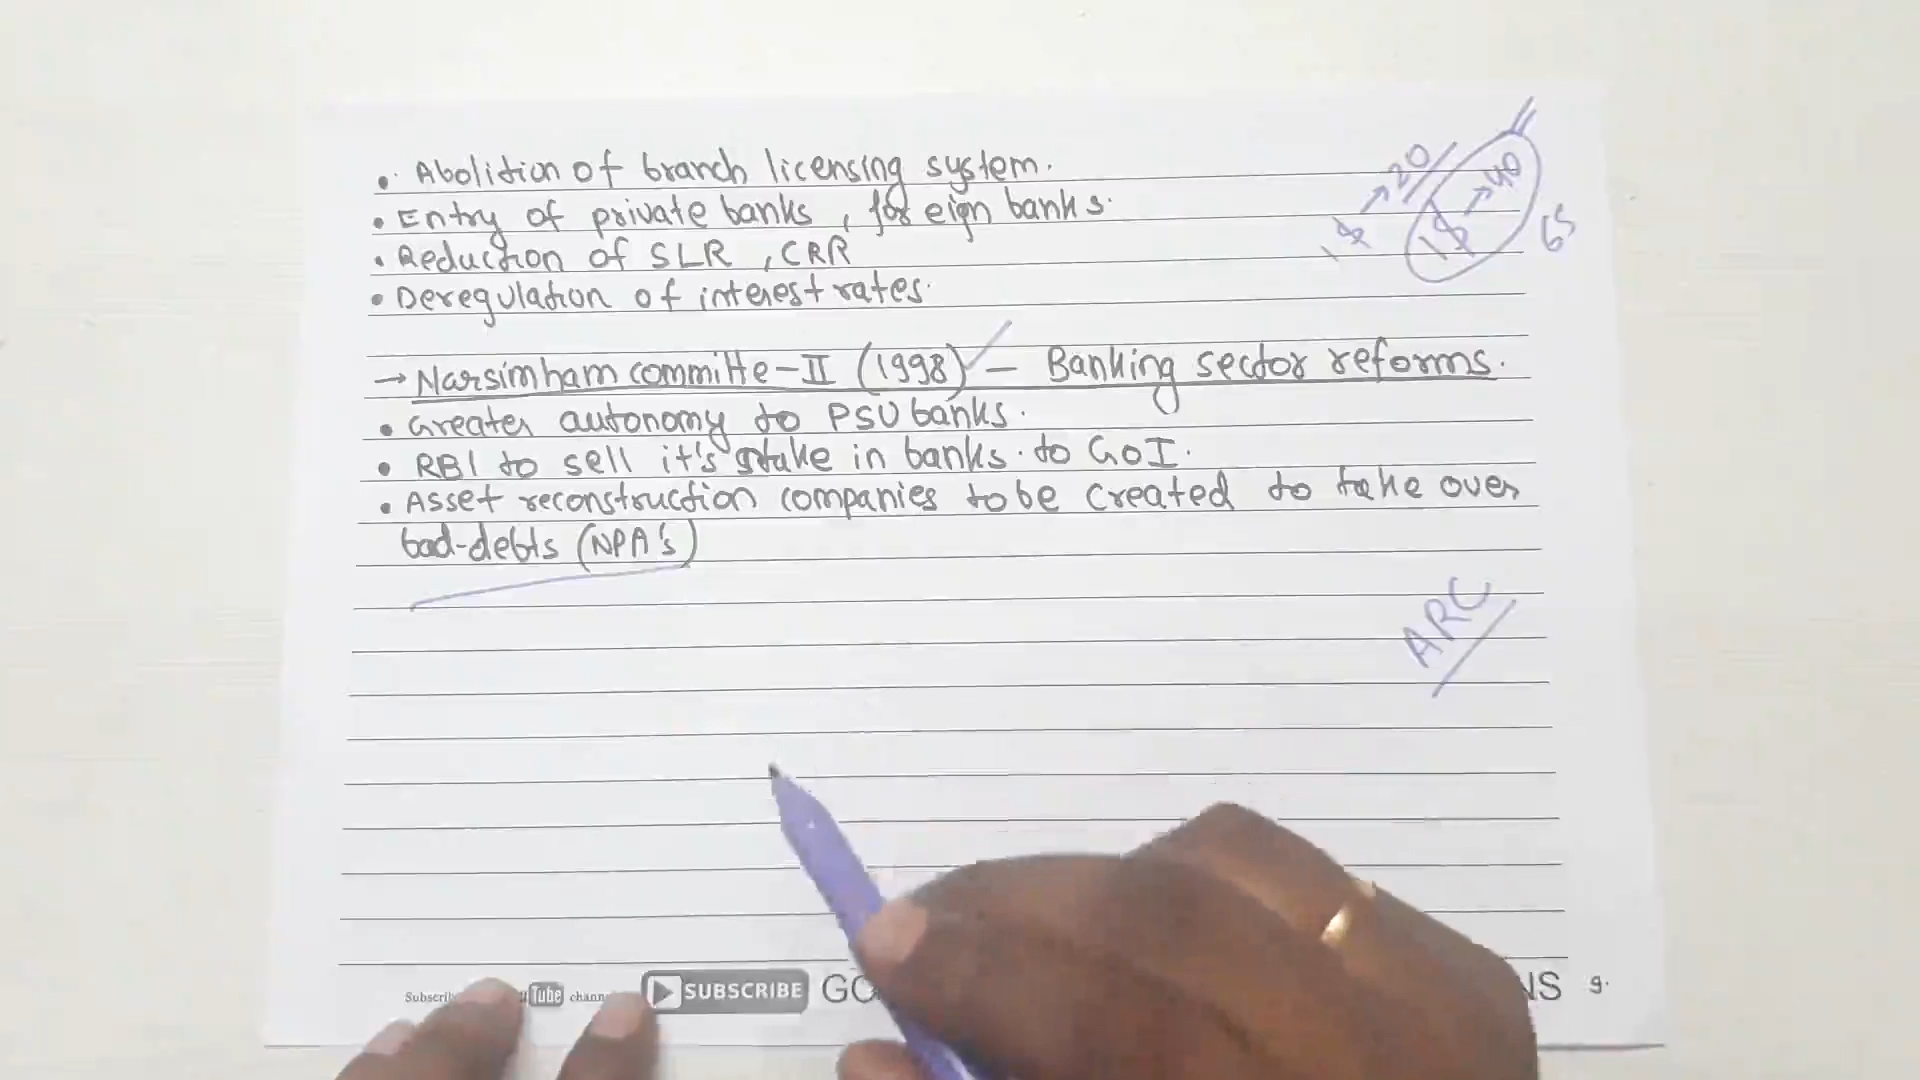 • Abolition of branch licensing system.
• Entry of private banks, foreign banks.
• Reduction of SLR, CRR
• Deregulation of interest rates.
→ Narsimham committe-II (1998) – Banking sector reforms.
• Greater autonomy to PSU banks.
• RBI to sell it's stake in banks. to GOI.
• Asset reconstruction companies to be created to take over
bad-debts (NPA's)
1$ → 20
1$ → 40
65
ARC
SUBSCRIBE
9.